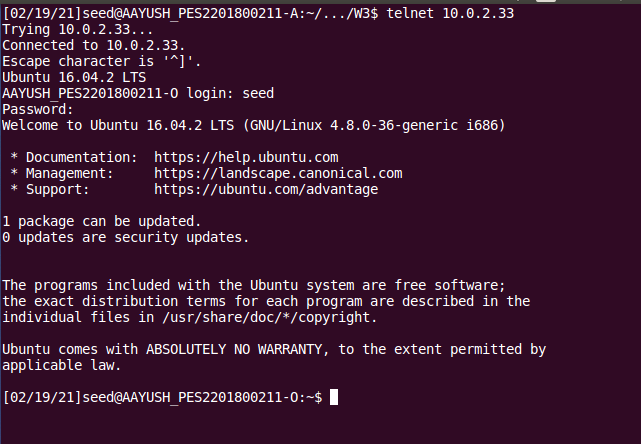 [02/19/21]seed@AAYUSH_PES2201800211-A:~/.../W3$ telnet 10.0.2.33
Trying 10.0.2.33...
Connected to 10.0.2.33.
Escape character is '^]'.
Ubuntu 16.04.2 LTS
AAYUSH_PES2201800211-O login: seed
Password:
Welcome to Ubuntu 16.04.2 LTS (GNU/Linux 4.8.0-36-generic i686)

 * Documentation:  https://help.ubuntu.com
 * Management:     https://landscape.canonical.com
 * Support:        https://ubuntu.com/advantage

1 package can be updated.
0 updates are security updates.


The programs included with the Ubuntu system are free software;
the exact distribution terms for each program are described in the
individual files in /usr/share/doc/*/copyright.

Ubuntu comes with ABSOLUTELY NO WARRANTY, to the extent permitted by
applicable law.

[02/19/21]seed@AAYUSH_PES2201800211-O:~$